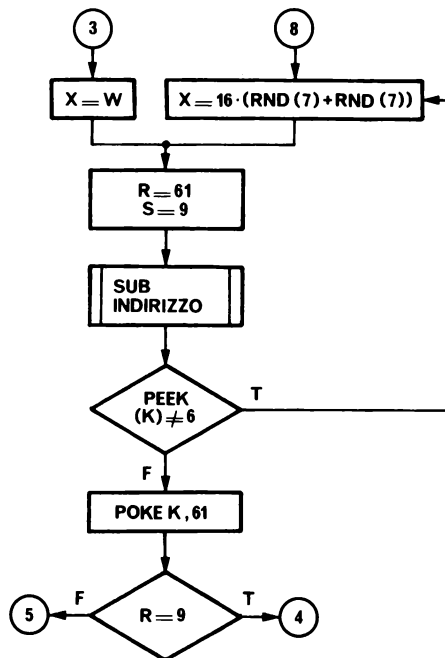 3
8
X = W
X = 16 · (RND (7) + RND (7))
R = 61
S = 9
SUB
INDIRIZZO
PEEK
(K) ≠ 6
T
F
POKE K, 61
F
T
5
R = 9
4